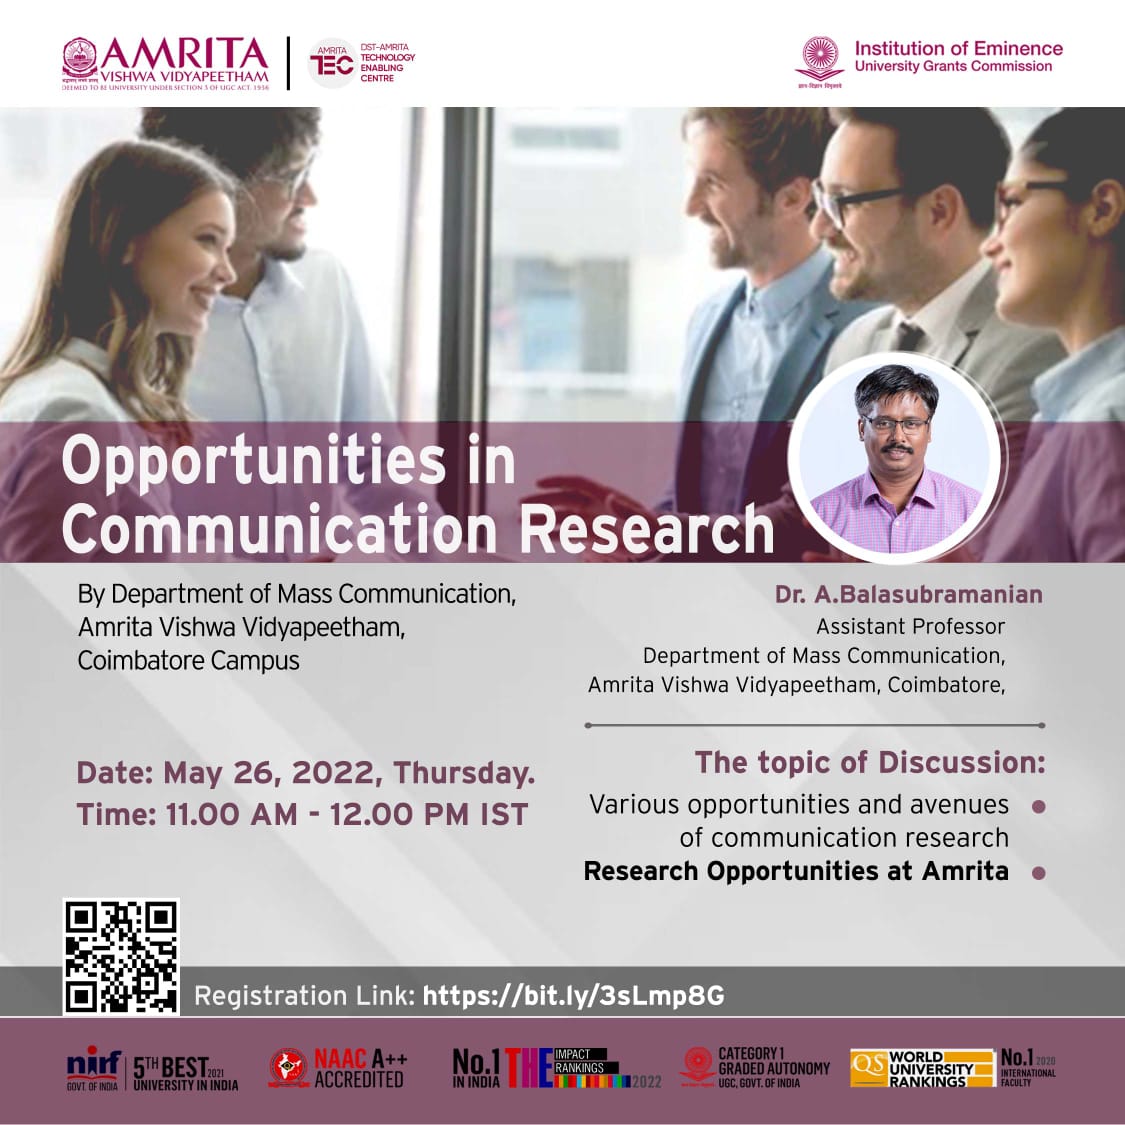 AMRITA
VISHWA VIDYAPEETHAM
DEEMED TO BE UNIVERSITY UNDER SECTION 3 OF UGC ACT, 1956
AMRITA
TEC
DST-AMRITA
TECHNOLOGY
ENABLING
CENTRE
ज्ञान-विज्ञान विमुक्तये
Institution of Eminence
University Grants Commission
Opportunities in
Communication Research
By Department of Mass Communication,
Amrita Vishwa Vidyapeetham,
Coimbatore Campus
Date: May 26, 2022, Thursday.
Time: 11.00 AM - 12.00 PM IST
Dr. A.Balasubramanian
Assistant Professor
Department of Mass Communication,
Amrita Vishwa Vidyapeetham, Coimbatore,
The topic of Discussion:
Various opportunities and avenues
of communication research
Research Opportunities at Amrita
Registration Link: https://bit.ly/3sLmp8G
nirf
GOVT. OF INDIA
5TH BEST 2021
UNIVERSITY IN INDIA
NAAC A++
ACCREDITED
No.1
IN INDIA
THE
IMPACT
RANKINGS
2022
CATEGORY 1
GRADED AUTONOMY
UGC, GOVT. OF INDIA
QS
WORLD
UNIVERSITY
RANKINGS
No.1 2020
INTERNATIONAL
FACULTY